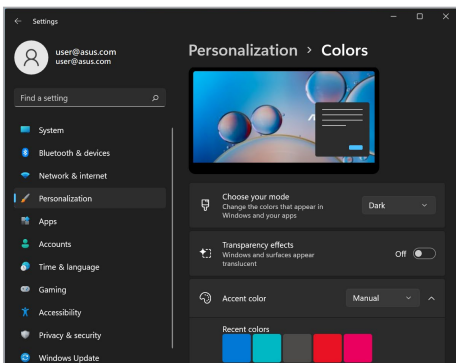 Settings
user@asus.com
user@asus.com
Find a setting
System
Bluetooth & devices
Network & internet
Personalization
Apps
Accounts
Time & language
Gaming
Accessibility
Privacy & security
Windows Update
Personalization > Colors
Choose your mode
Change the colors that appear in
Windows and your apps
Dark
Transparency effects
Windows and surfaces appear
translucent
Off
Accent color
Manual
Recent colors